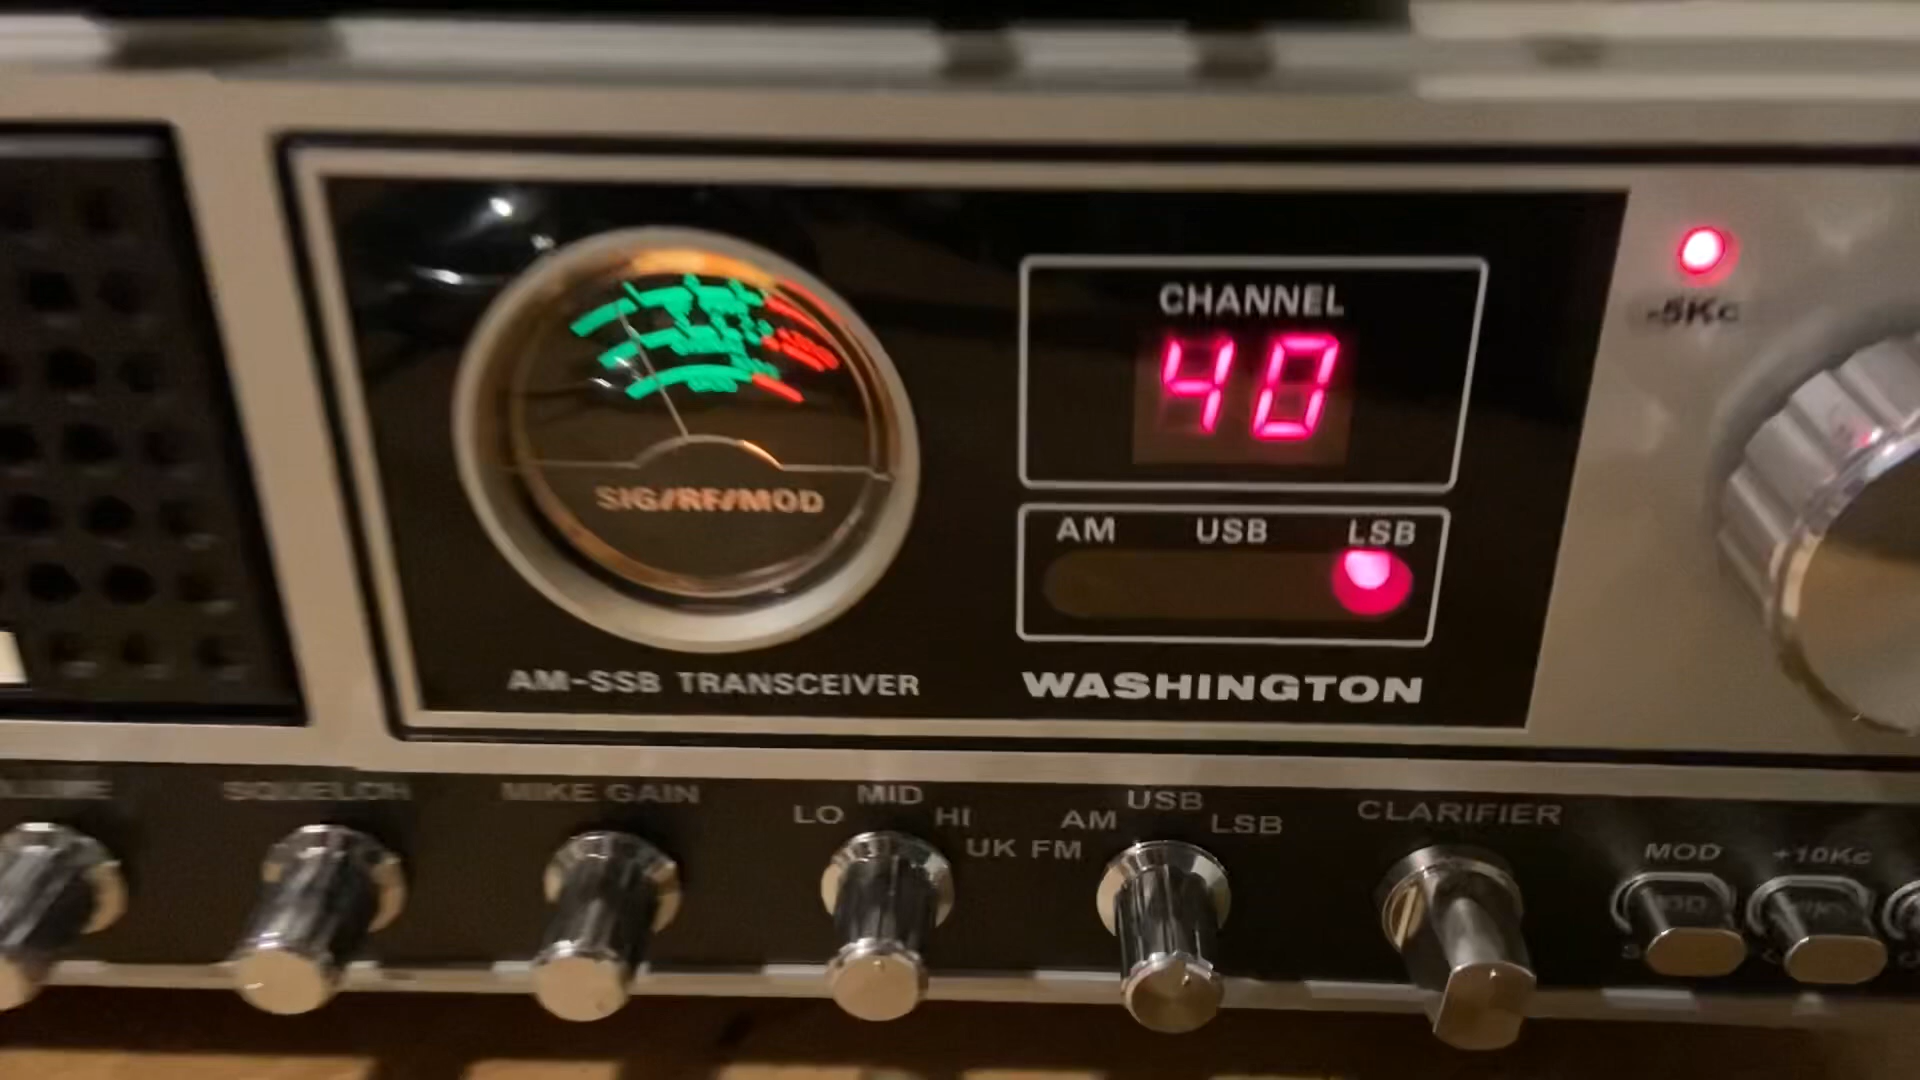 CHANNEL
40
-5Kc
AM USB LSB
SIG/RF/MOD
AM-SSB TRANSCEIVER
WASHINGTON
SQUELCH
MIKE GAIN
LO MID HI
UK FM AM USB LSB
CLARIFIER
MOD
+10Kc